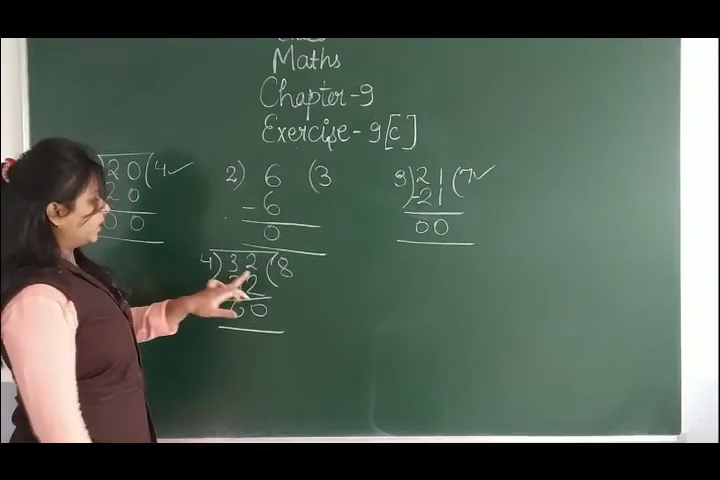 Maths
Chapter-9
Exercise-9[c]
20(4✓
20
00
2) 6 (3
- 6
0
3)21(7✓
-21
00
4)32(8
32
00